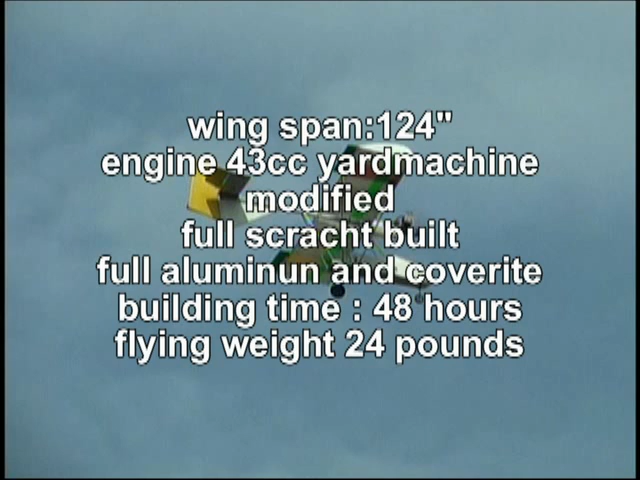 wing span:124"
engine 43cc yardmachine
modified
full scracht built
full aluminun and coverite
building time : 48 hours
flying weight 24 pounds